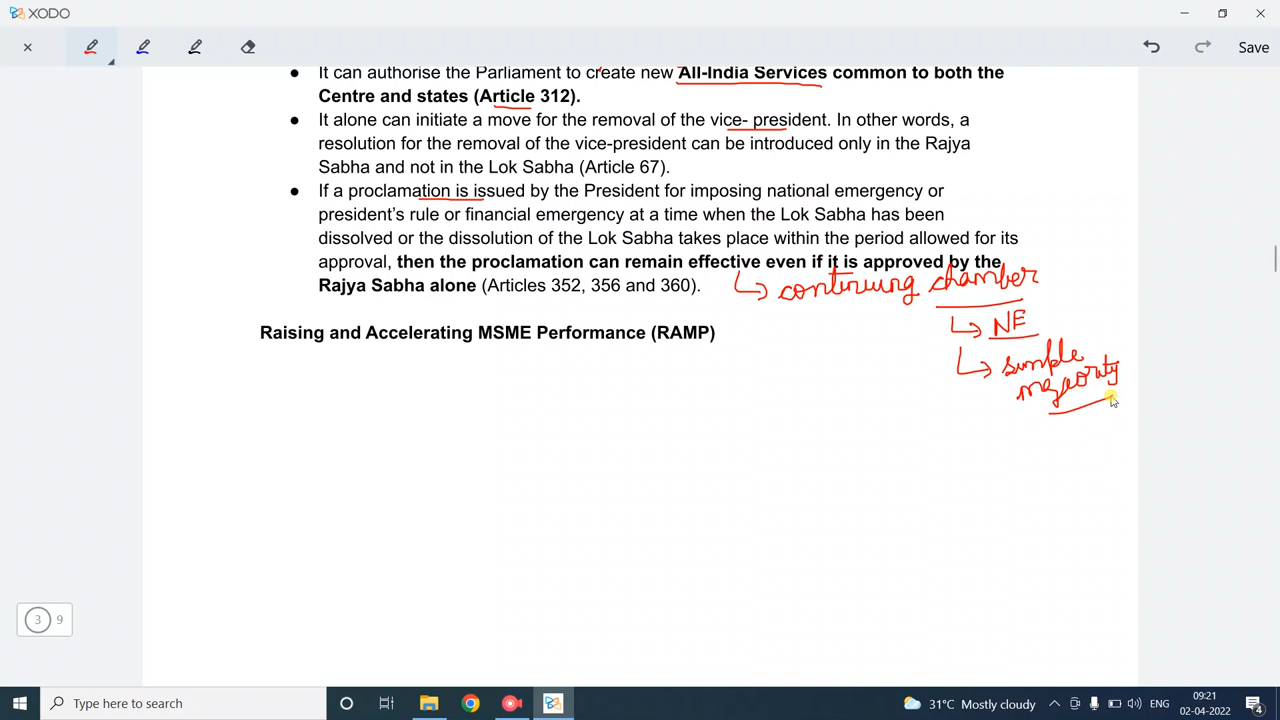 XODO
Save
● It can authorise the Parliament to create new All-India Services common to both the
Centre and states (Article 312).
● It alone can initiate a move for the removal of the vice- president. In other words, a
resolution for the removal of the vice-president can be introduced only in the Rajya
Sabha and not in the Lok Sabha (Article 67).
● If a proclamation is issued by the President for imposing national emergency or
president's rule or financial emergency at a time when the Lok Sabha has been
dissolved or the dissolution of the Lok Sabha takes place within the period allowed for its
approval, then the proclamation can remain effective even if it is approved by the
Rajya Sabha alone (Articles 352, 356 and 360).
continuing chamber
NE
simple
majority
Raising and Accelerating MSME Performance (RAMP)
3 9
Type here to search
31°C Mostly cloudy
ENG
09:21
02-04-2022
4